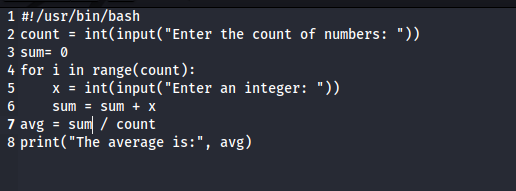 1 #!/usr/bin/bash
2 count = int(input("Enter the count of numbers: "))
3 sum= 0
4 for i in range(count):
5     x = int(input("Enter an integer: "))
6     sum = sum + x
7 avg = sum / count
8 print("The average is:", avg)